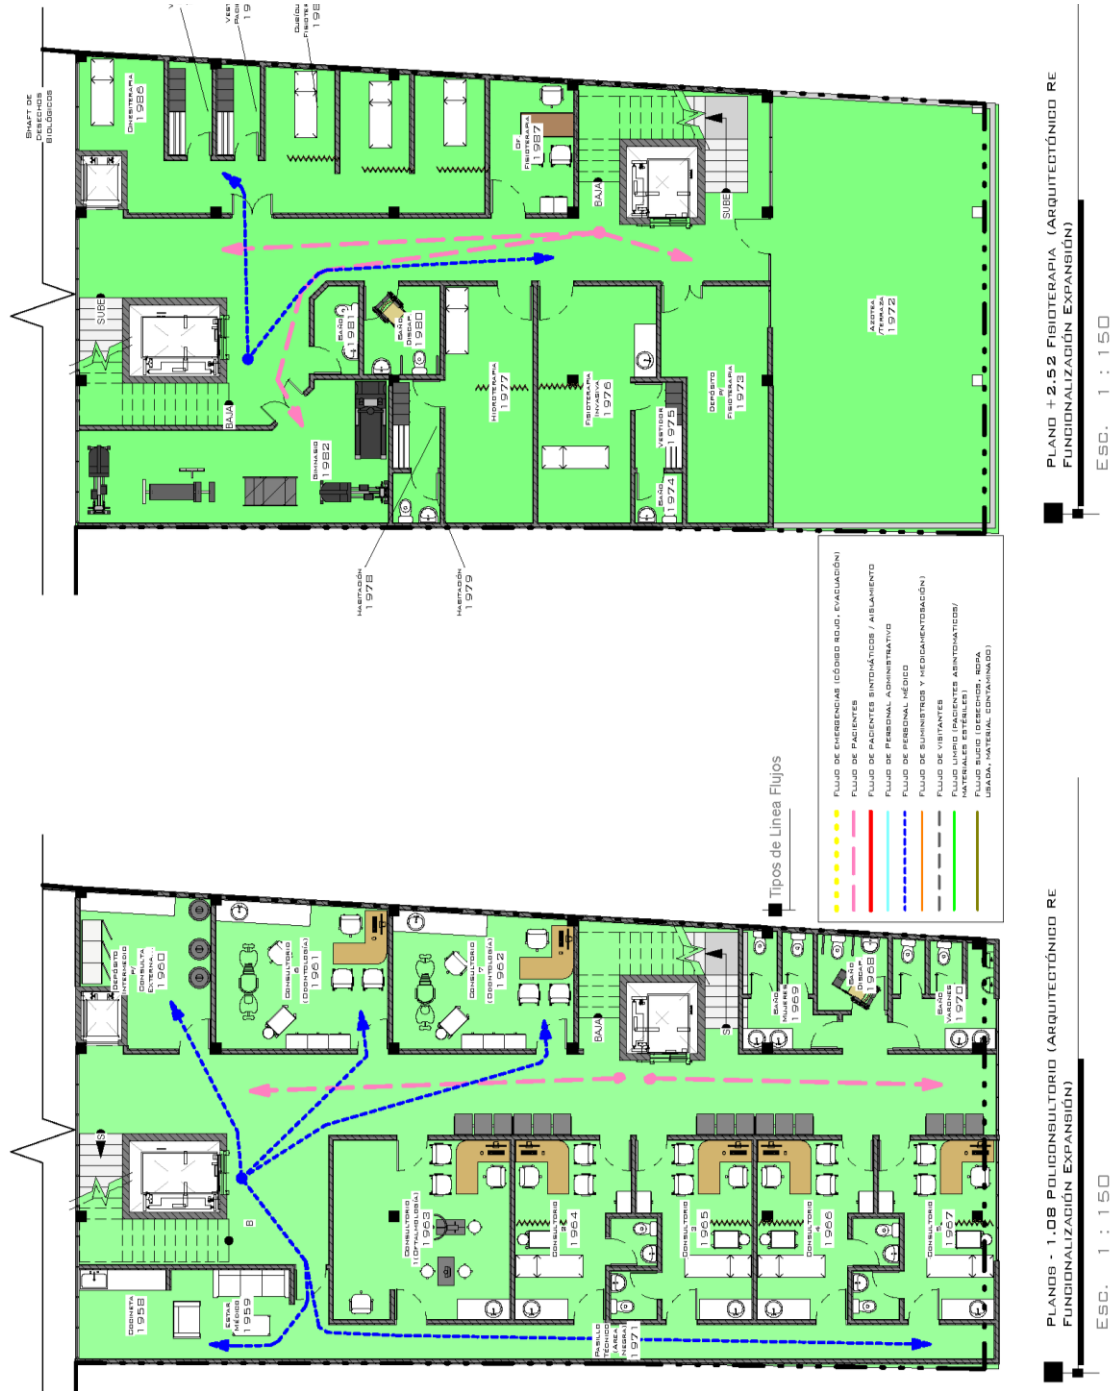 SHAFT DE
DESECHOS
BIOLÓGICOS
CINESITERAPIA
1986
OF
FISIOTERAPIA
1987
BAJA
SUBE
SUBE
BAJA
BAÑO
1981
BAÑO
DISCAP.
1980
GIMNASIO
1982
HIDROTERAPIA
1977
FISIOTERAPIA
INVASIVA
1976
VESTIDOR
1975
BAÑO
1974
DEPÓSITO
P/
FISIOTERAPIA
1973
AZOTEA
/TERRAZA
1972
HABITACIÓN
1978
HABITACIÓN
1979
PLANO +2.52 FISIOTERAPIA (ARQUITECTÓNICO RE
FUNCIONALIZACIÓN EXPANSIÓN)
ESC. 1 : 150
Tipos de Linea Flujos
FLUJO DE EMERGENCIAS (CÓDIGO ROJO, EVACUACIÓN)
FLUJO DE PACIENTES
FLUJO DE PACIENTES SINTOMÁTICOS / AISLAMIENTO
FLUJO DE PERSONAL ADMINISTRATIVO
FLUJO DE PERSONAL MÉDICO
FLUJO DE SUMINISTROS Y MEDICAMENTOSACIÓN)
FLUJO DE VISITANTES
FLUJO LIMPIO (PACIENTES ASINTOMATICOS/
MATERIALES ESTÉRILES)
FLUJO SUCIO (DESECHOS, ROPA
USADA, MATERIAL CONTAMINADO)
DEPÓSITO
INTERMEDIO
P/
CONSULTA
EXTERNA...
1960
CONSULTORIO
6
(ODONTOLOGÍA)
1961
CONSULTORIO
7
(ODONTOLOGÍA)
1962
BAJA
BAÑO
MUJERES
1969
BAÑO
DISCAP.
1968
BAÑO
VARONES
1970
COCINETA
1958
ESTAR
MÉDICO
1959
CONSULTORIO
1 (OFTALMOLOGÍA)
1963
CONSULTORIO
2
1964
CONSULTORIO
3
1965
CONSULTORIO
4
1966
CONSULTORIO
5
1967
PASILLO
TÉCNICO
(ÁREA
NEGRA)
1971
PLANOS - 1.08 POLICONSULTORIO (ARQUITECTÓNICO RE
FUNCIONALIZACIÓN EXPANSIÓN)
ESC. 1 : 150